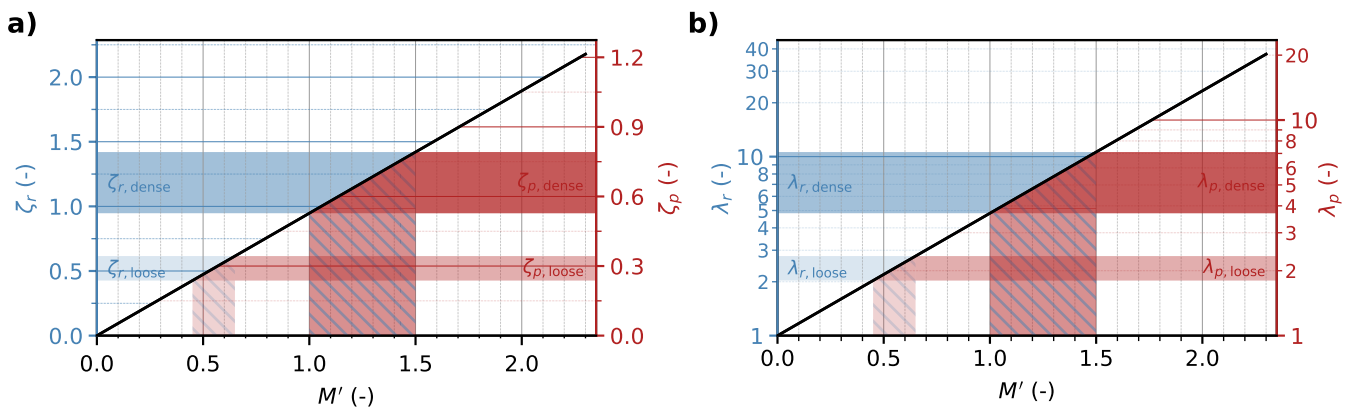 a)
ζr (-)
2.0
1.5
1.0
0.5
0.0
ζr, dense
ζr, loose
ζp, dense
ζp, loose
1.2
0.9
0.6
0.3
0.0
ζp (-)
0.0 0.5 1.0 1.5 2.0
M′ (-)
b)
λr (-)
40
30
20
10
8
6
5
4
3
2
1
λr, dense
λr, loose
λp, dense
λp, loose
20
10
8
6
5
4
3
2
1
λp (-)
0.0 0.5 1.0 1.5 2.0
M′ (-)